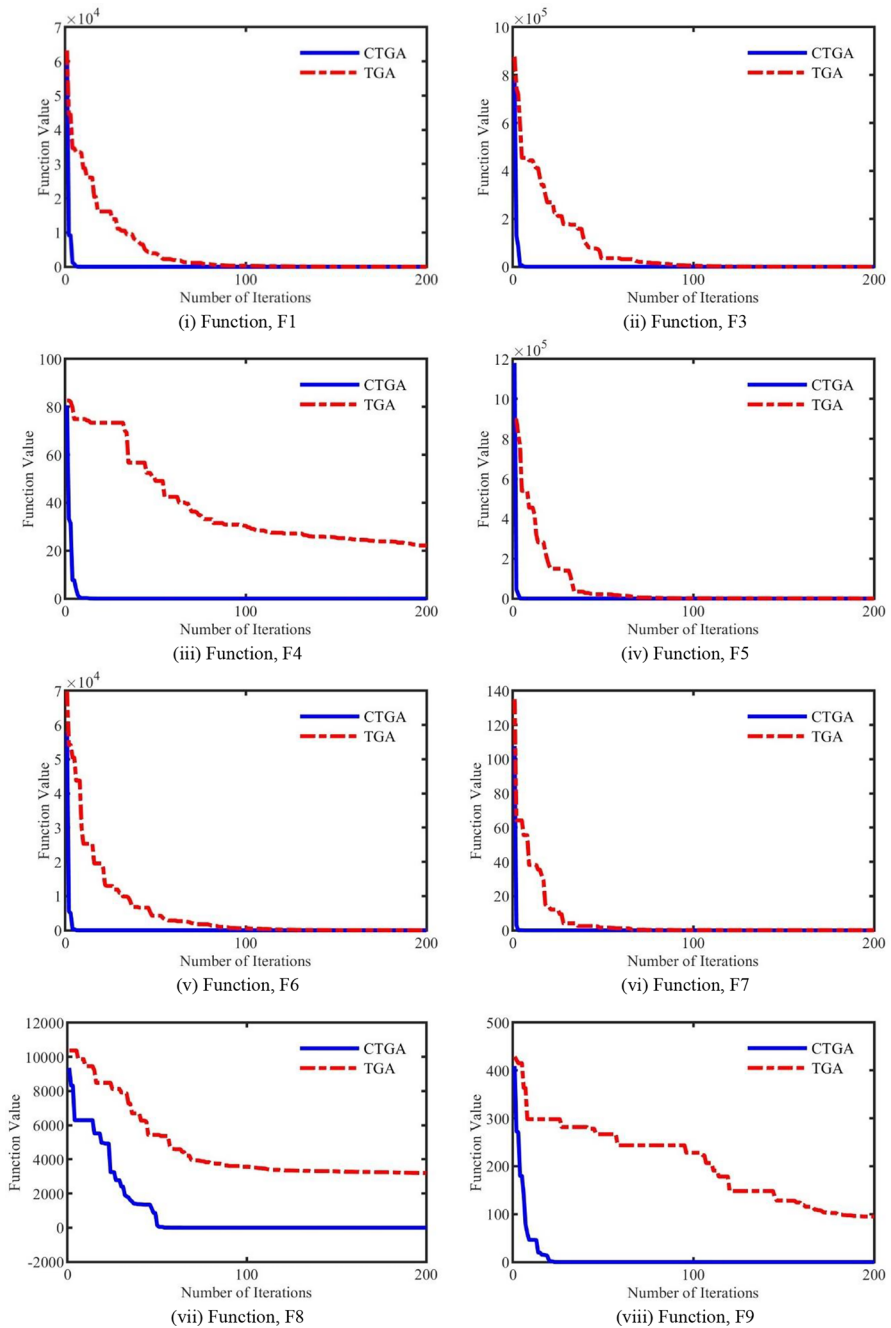 ×10⁴
7
6
5
4
3
2
1
0
Function Value
CTGA
TGA
0
100
200
Number of Iterations
(i) Function, F1
×10⁵
10
8
6
4
2
0
Function Value
CTGA
TGA
0
100
200
Number of Iterations
(ii) Function, F3
100
80
60
40
20
0
Function Value
CTGA
TGA
0
100
200
Number of Iterations
(iii) Function, F4
×10⁵
12
10
8
6
4
2
0
Function Value
CTGA
TGA
0
100
200
Number of Iterations
(iv) Function, F5
×10⁴
7
6
5
4
3
2
1
0
Function Value
CTGA
TGA
0
100
200
Number of Iterations
(v) Function, F6
140
120
100
80
60
40
20
0
Function Value
CTGA
TGA
0
100
200
Number of Iterations
(vi) Function, F7
12000
10000
8000
6000
4000
2000
0
-2000
Function Value
CTGA
TGA
0
100
200
Number of Iterations
(vii) Function, F8
500
400
300
200
100
0
Function Value
CTGA
TGA
0
100
200
Number of Iterations
(viii) Function, F9